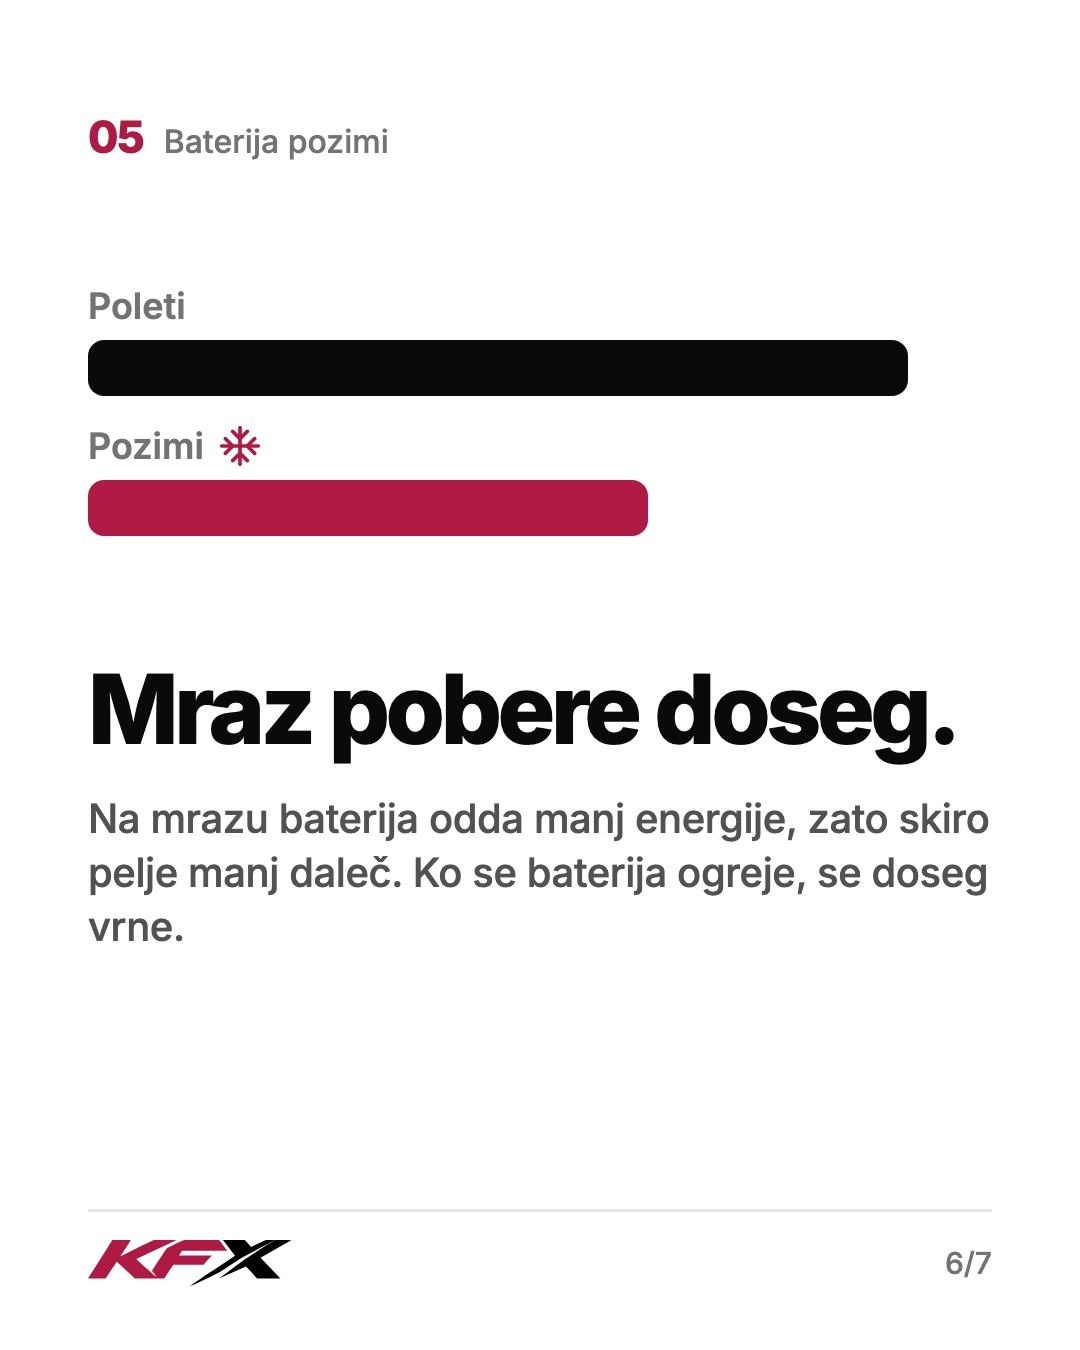 05 Baterija pozimi
Poleti
Pozimi
Mraz pobere doseg.
Na mrazu baterija odda manj energije, zato skiro
pelje manj daleč. Ko se baterija ogreje, se doseg
vrne.
KFX
6/7